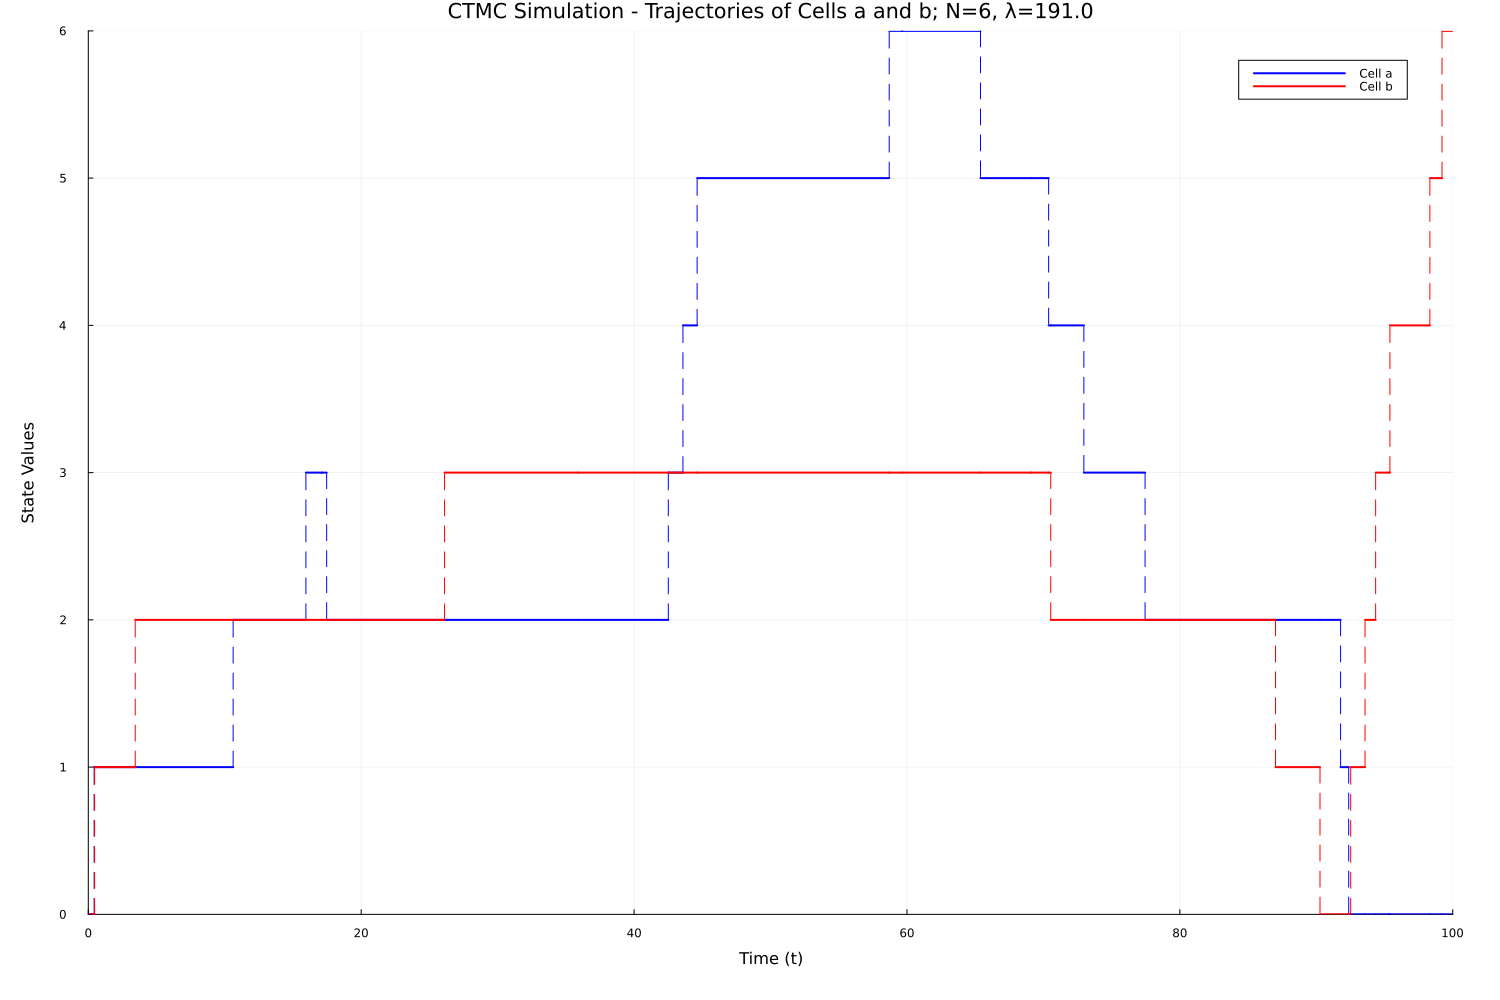 CTMC Simulation - Trajectories of Cells a and b; N=6, λ=191.0
6
Cell a
Cell b
5
4
State Values
3
2
1
0
0 20 40 60 80 100
Time (t)